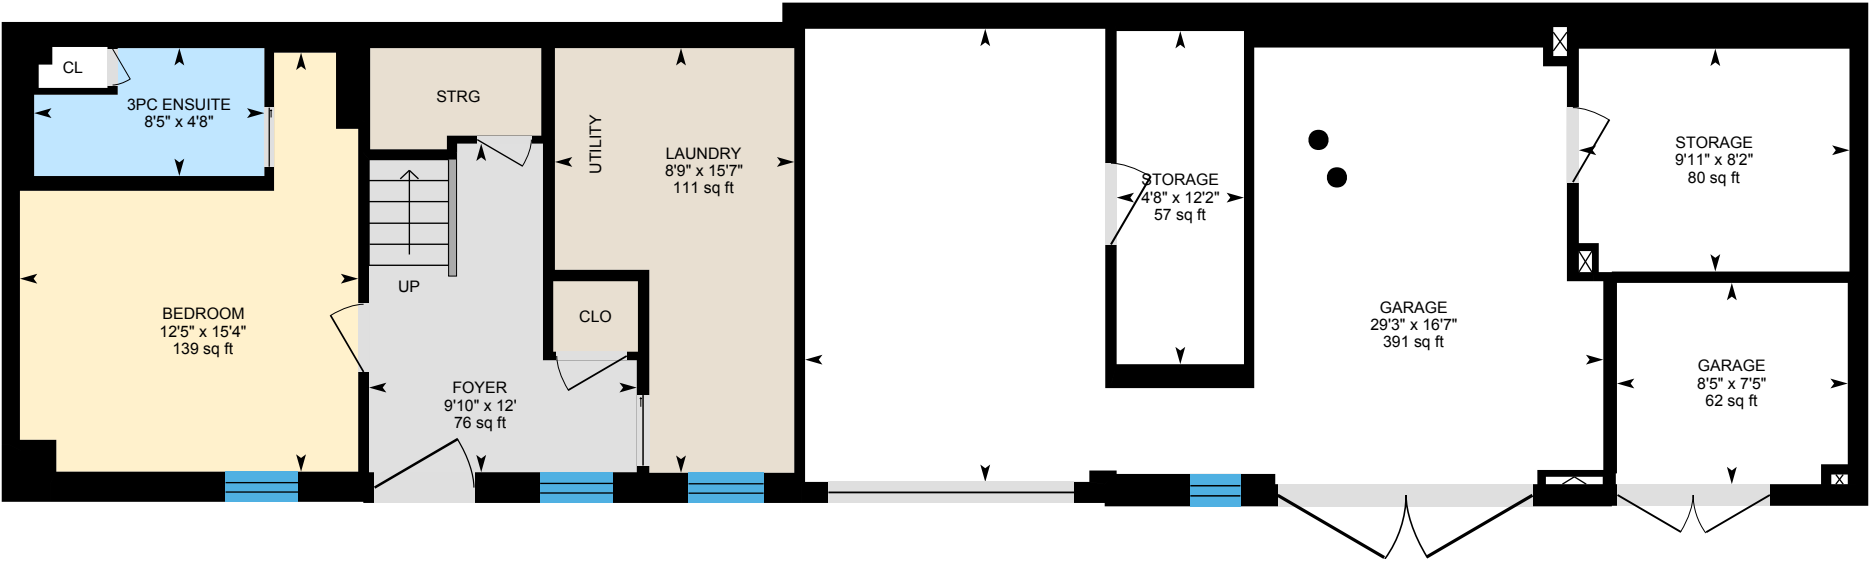 CL
3PC ENSUITE
8'5" x 4'8"
BEDROOM
12'5" x 15'4"
139 sq ft
STRG
UP
FOYER
9'10" x 12'
76 sq ft
UTILITY
LAUNDRY
8'9" x 15'7"
111 sq ft
CLO
STORAGE
4'8" x 12'2"
57 sq ft
GARAGE
29'3" x 16'7"
391 sq ft
STORAGE
9'11" x 8'2"
80 sq ft
GARAGE
8'5" x 7'5"
62 sq ft